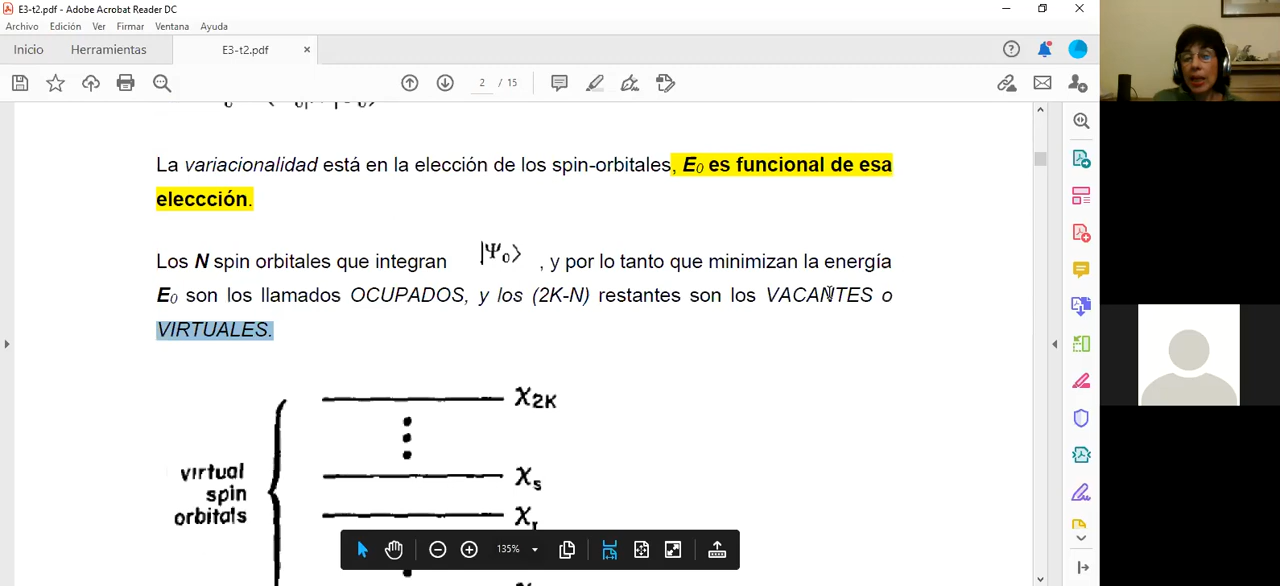 E3-t2.pdf - Adobe Acrobat Reader DC
Archivo Edición Ver Firmar Ventana Ayuda
Inicio Herramientas E3-t2.pdf ×
2 / 15
La variacionalidad está en la elección de los spin-orbitales, E0 es funcional de esa
eleccción.
Los N spin orbitales que integran |Ψ0⟩ , y por lo tanto que minimizan la energía
E0 son los llamados OCUPADOS, y los (2K-N) restantes son los VACANTES o
VIRTUALES.
χ2K
virtual
spin
orbitals
χs
χr
135%